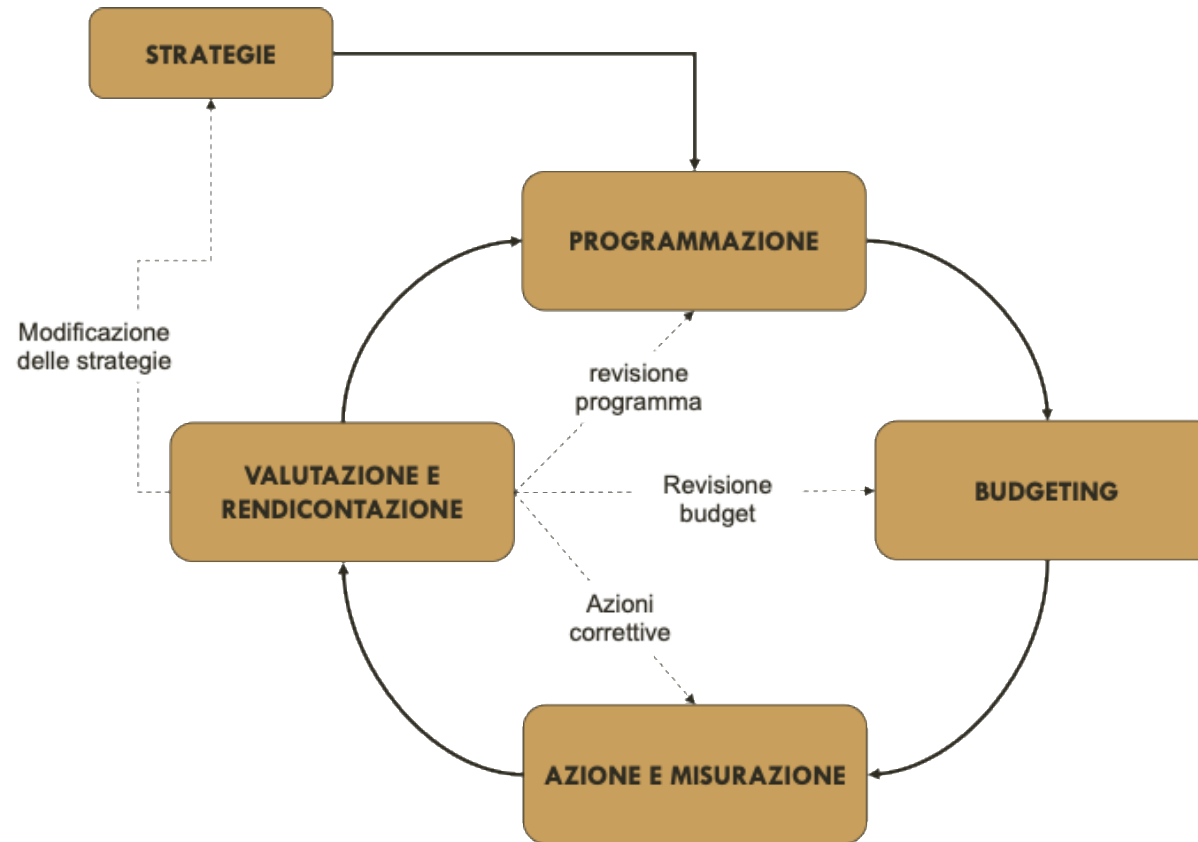 STRATEGIE
PROGRAMMAZIONE
Modificazione
delle strategie
revisione
programma
VALUTAZIONE E
RENDICONTAZIONE
Revisione
budget
BUDGETING
Azioni
correttive
AZIONE E MISURAZIONE